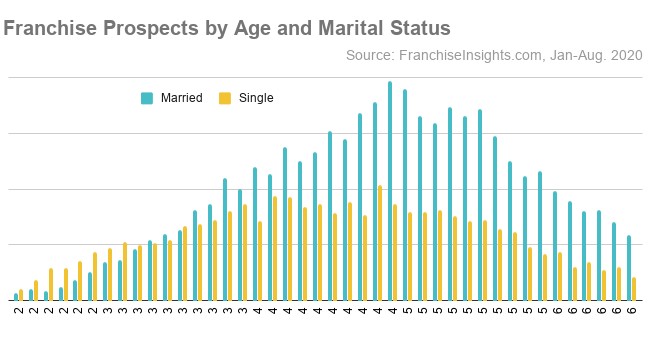 Franchise Prospects by Age and Marital Status
Source: FranchiseInsights.com, Jan-Aug. 2020
Married Single
2 2 2 2 2 2 3 3 3 3 3 3 3 3 3 3 4 4 4 4 4 4 4 4 4 4 5 5 5 5 5 5 5 5 5 5 6 6 6 6 6 6